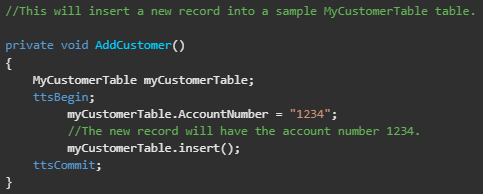 //This will insert a new record into a sample MyCustomerTable table.
private void AddCustomer()
{
    MyCustomerTable myCustomerTable;
    ttsBegin;
        myCustomerTable.AccountNumber = "1234";
        //The new record will have the account number 1234.
        myCustomerTable.insert();
    ttsCommit;
}